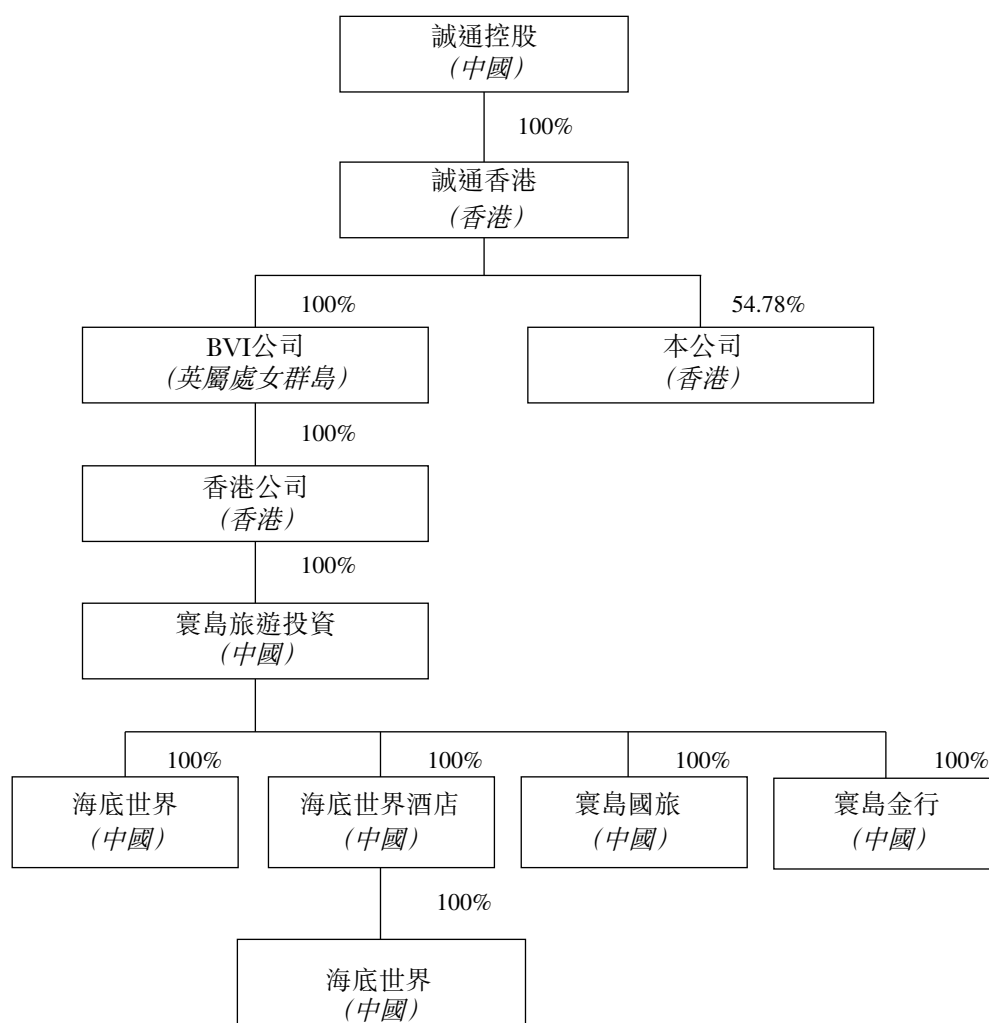 誠通控股
(中國)
100%
誠通香港
(香港)
100%
54.78%
BVI公司
(英屬處女群島)
本公司
(香港)
100%
香港公司
(香港)
100%
寰島旅遊投資
(中國)
100%
100%
100%
100%
海底世界
(中國)
海底世界酒店
(中國)
寰島國旅
(中國)
寰島金行
(中國)
100%
海底世界
(中國)